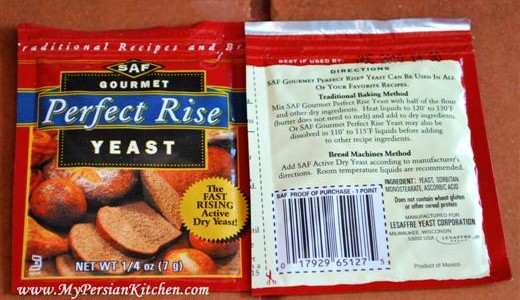 Traditional Recipes and
SAF
GOURMET
Perfect Rise
YEAST
The
FAST
RISING
Active
Dry Yeast!
NET WT 1/4 oz (7 g)
www.MyPersianKitchen.com
BEST IF USED BY:
DIRECTIONS
SAF GOURMET PERFECT RISE® YEAST CAN BE USED IN ALL
OF YOUR FAVORITE RECIPES.
Traditional Baking Method
Mix SAF Gourmet Perfect Rise Yeast with half of the flour
and other dry ingredients. Heat liquids to 120° to 130°F
(butter does not need to melt) and add to dry ingredients.
Or SAF Gourmet Perfect Rise Yeast may also be
dissolved in 110° to 115°F liquids before adding
to other recipe ingredients.
Bread Machines Method
Add SAF Active Dry Yeast according to manufacturer's
directions. Room temperature liquids are recommended.
SAF PROOF OF PURCHASE · 1 POINT
0 17929 65127 5
INGREDIENT: YEAST, SORBITAN
MONOSTEARATE, ASCORBIC ACID
Does not contain wheat gluten
or other cereal protein
MANUFACTURED FOR
LESAFFRE YEAST CORPORATION
MILWAUKEE, WISCONSIN
53202 USA
LESAFFRE
Product of Mexico